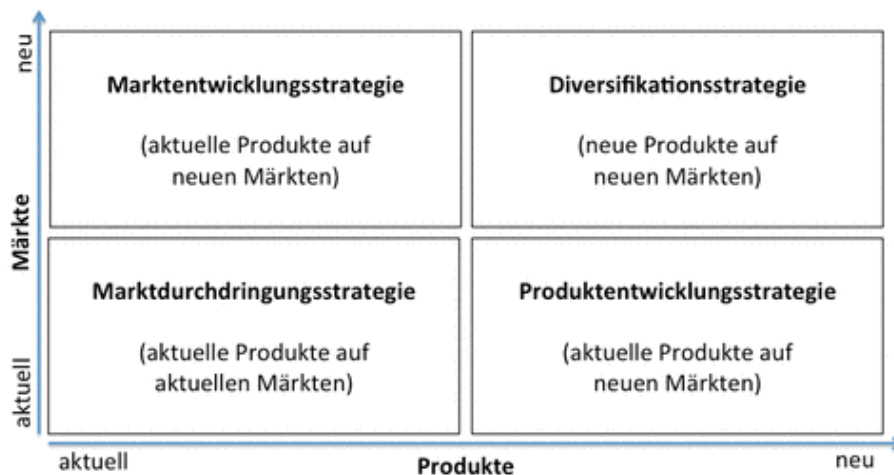 neu
Marktentwicklungsstrategie
(aktuelle Produkte auf
neuen Märkten)
Diversifikationsstrategie
(neue Produkte auf
neuen Märkten)
Märkte
Marktdurchdringungsstrategie
(aktuelle Produkte auf
aktuellen Märkten)
Produktentwicklungsstrategie
(aktuelle Produkte auf
neuen Märkten)
aktuell
aktuell
Produkte
neu